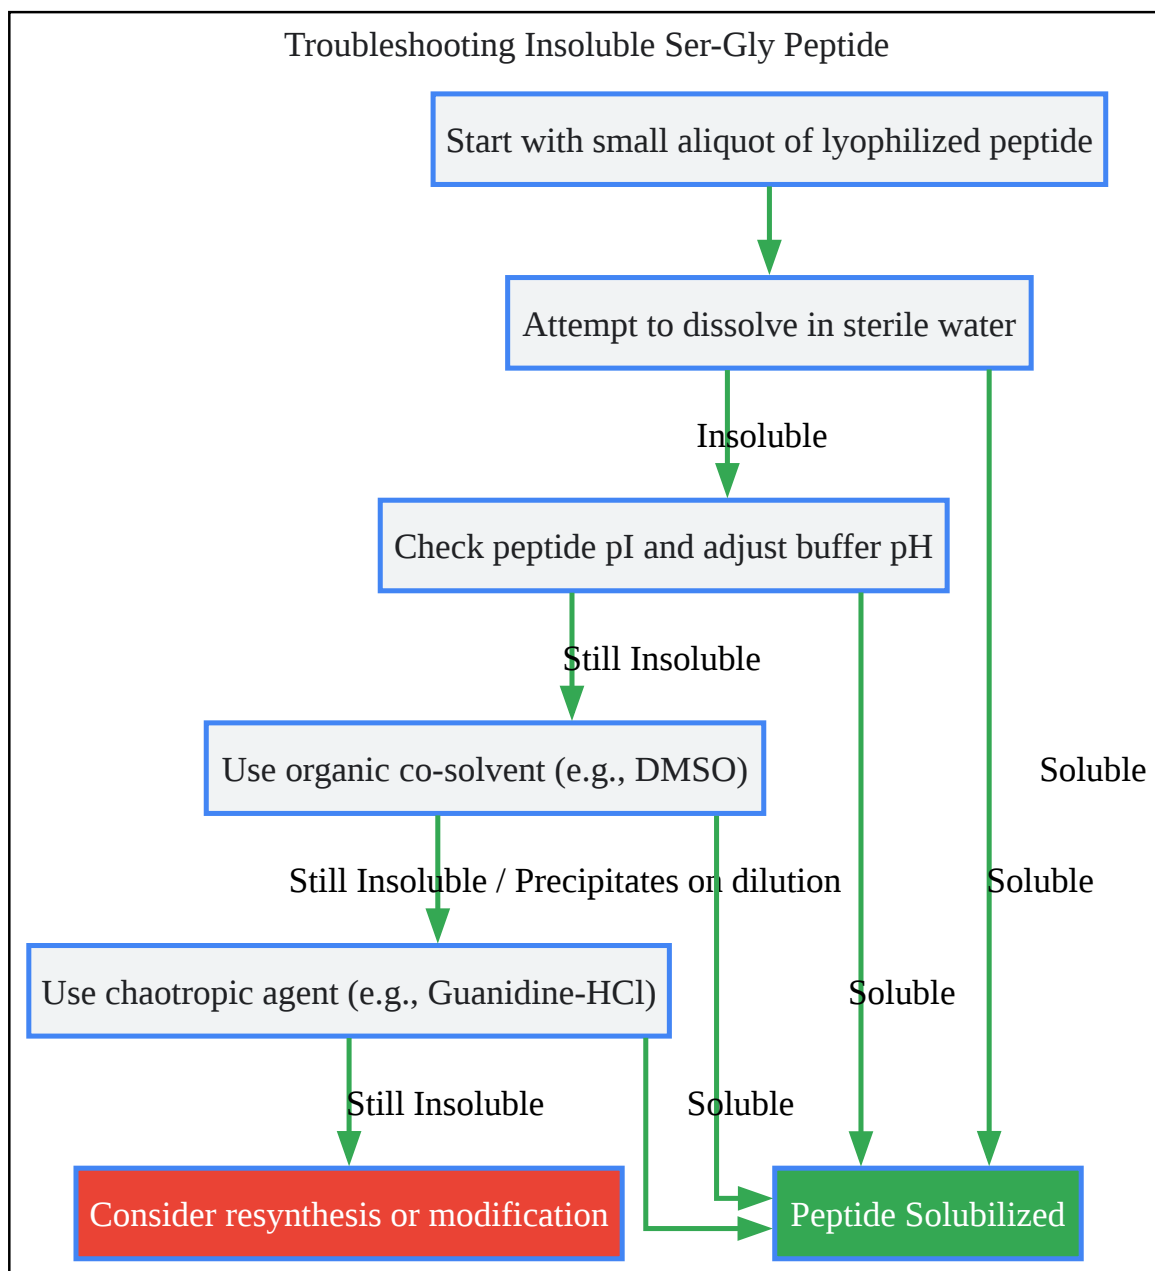 Troubleshooting Insoluble Ser-Gly Peptide
Start with small aliquot of lyophilized peptide
Attempt to dissolve in sterile water
Insoluble
Check peptide pI and adjust buffer pH
Still Insoluble
Use organic co-solvent (e.g., DMSO)
Soluble
Still Insoluble / Precipitates on dilution
Soluble
Use chaotropic agent (e.g., Guanidine-HCl)
Soluble
Still Insoluble
Soluble
Consider resynthesis or modification
Peptide Solubilized